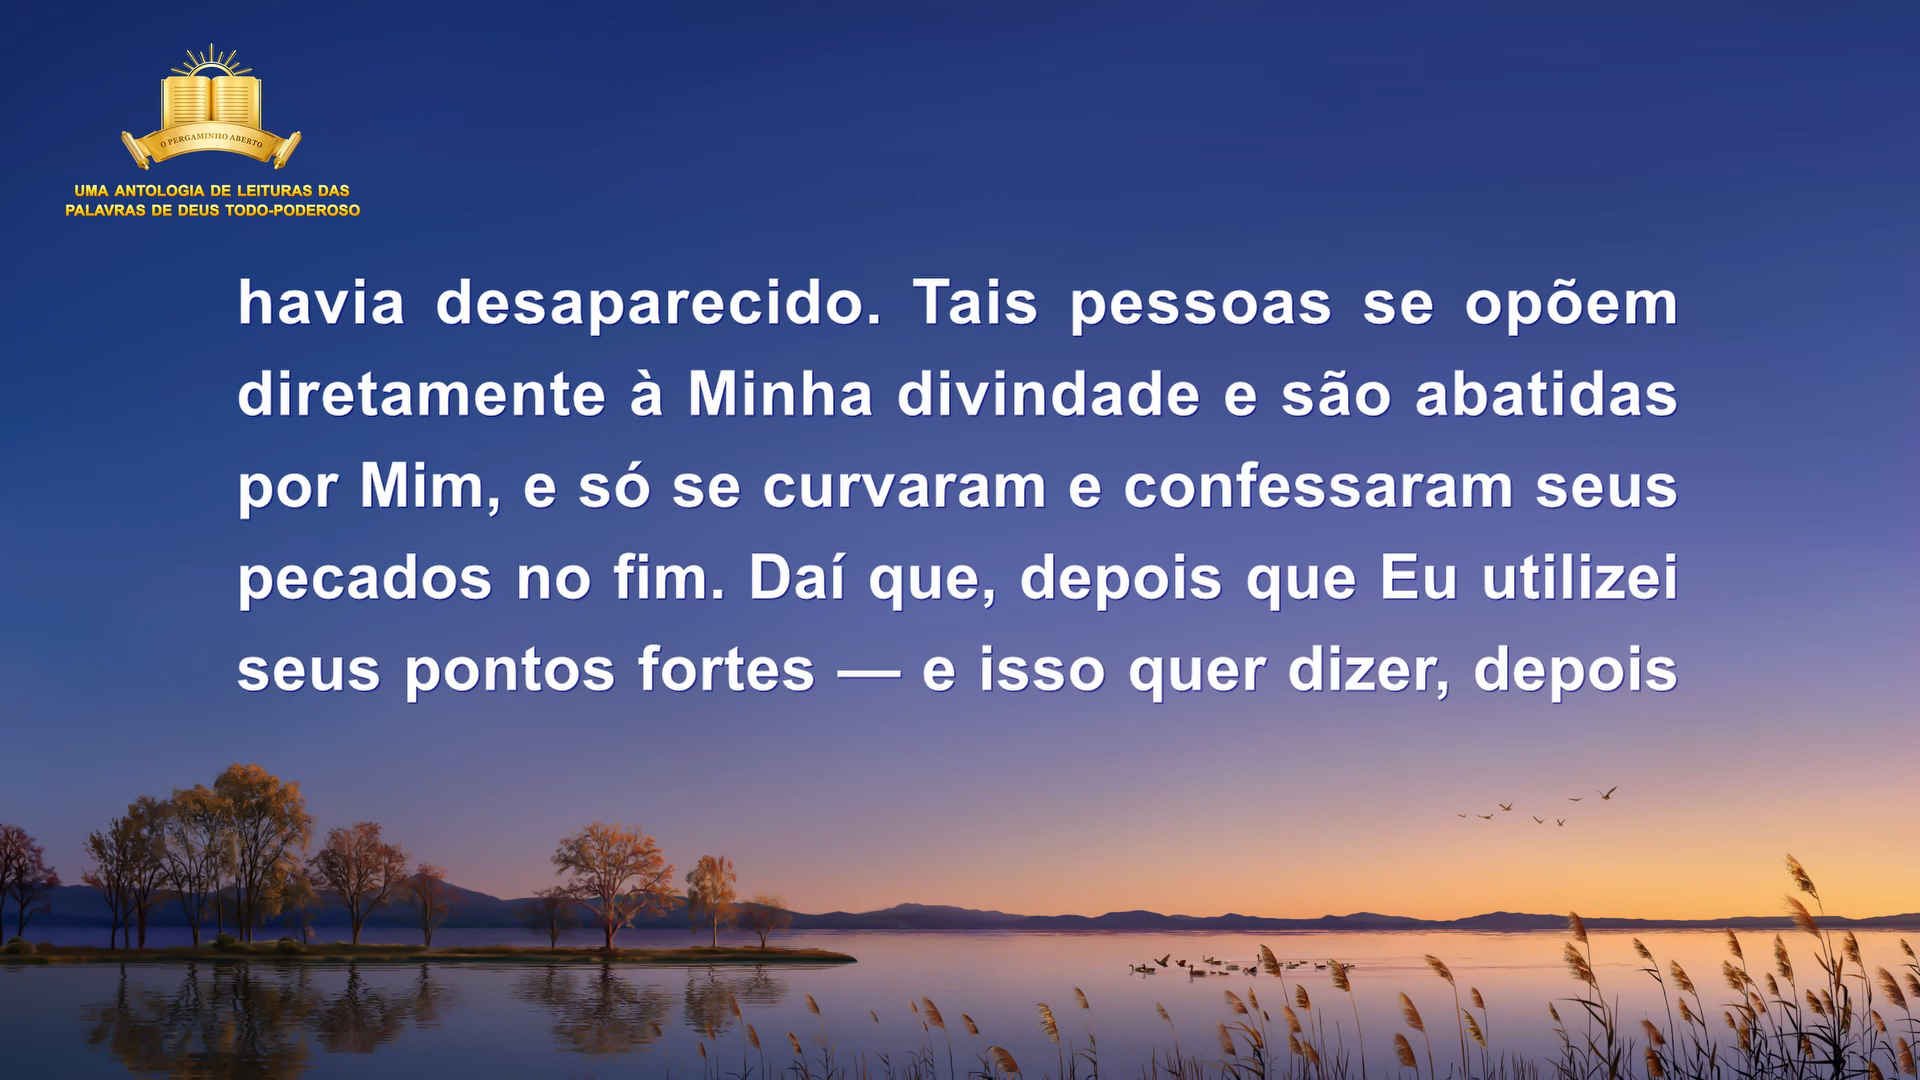 O PERGAMINHO ABERTO
UMA ANTOLOGIA DE LEITURAS DAS
PALAVRAS DE DEUS TODO-PODEROSO
havia desaparecido. Tais pessoas se opõem
diretamente à Minha divindade e são abatidas
por Mim, e só se curvaram e confessaram seus
pecados no fim. Daí que, depois que Eu utilizei
seus pontos fortes — e isso quer dizer, depois